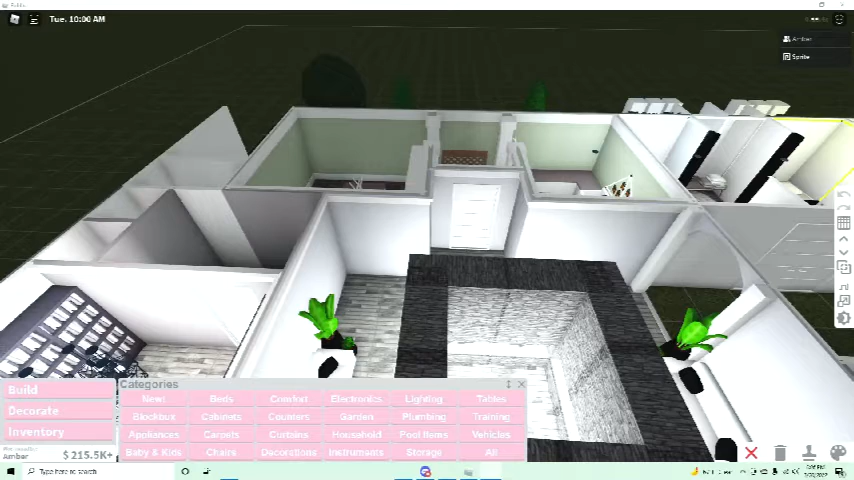 Tue. 10:00 AM
Amber
Sprite
Build
Decorate
Inventory
Amber
$ 215.5K+
Categories
New! Beds Comfort Electronics Lighting Tables
Blockbux Cabinets Counters Garden Plumbing Training
Appliances Carpets Curtains Household Pool Items Vehicles
Baby & Kids Chairs Decorations Instruments Storage All
Type here to search